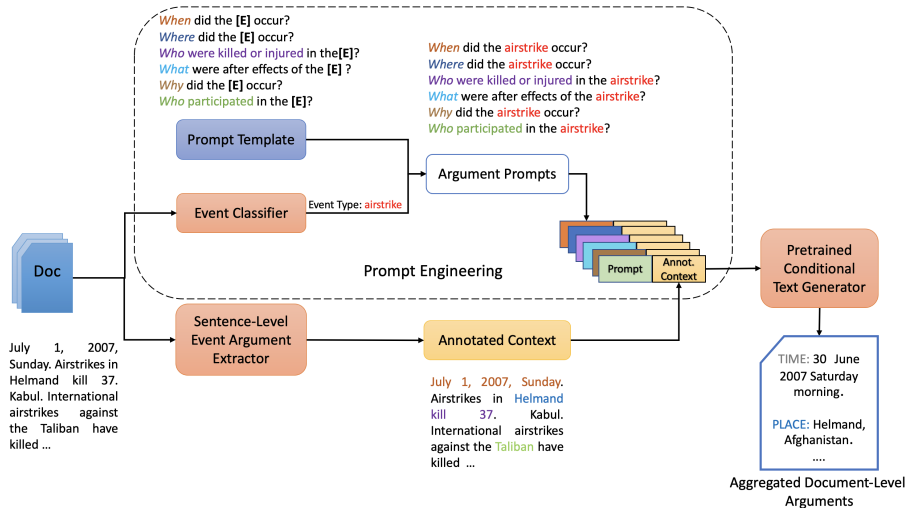 When did the [E] occur?
Where did the [E] occur?
Who were killed or injured in the[E]?
What were after effects of the [E] ?
Why did the [E] occur?
Who participated in the [E]?
When did the airstrike occur?
Where did the airstrike occur?
Who were killed or injured in the airstrike?
What were after effects of the airstrike?
Why did the airstrike occur?
Who participated in the airstrike?
Prompt Template
Argument Prompts
Event Classifier
Event Type: airstrike
Doc
Prompt Engineering
Prompt
Annot.
Context
Pretrained
Conditional
Text Generator
Sentence-Level
Event Argument
Extractor
Annotated Context
July 1, 2007,
Sunday. Airstrikes in
Helmand kill 37.
Kabul. International
airstrikes against
the Taliban have
killed ...
July 1, 2007, Sunday.
Airstrikes in Helmand
kill 37. Kabul.
International airstrikes
against the Taliban have
killed ...
TIME: 30 June
2007 Saturday
morning.
PLACE: Helmand,
Afghanistan.
....
Aggregated Document-Level
Arguments